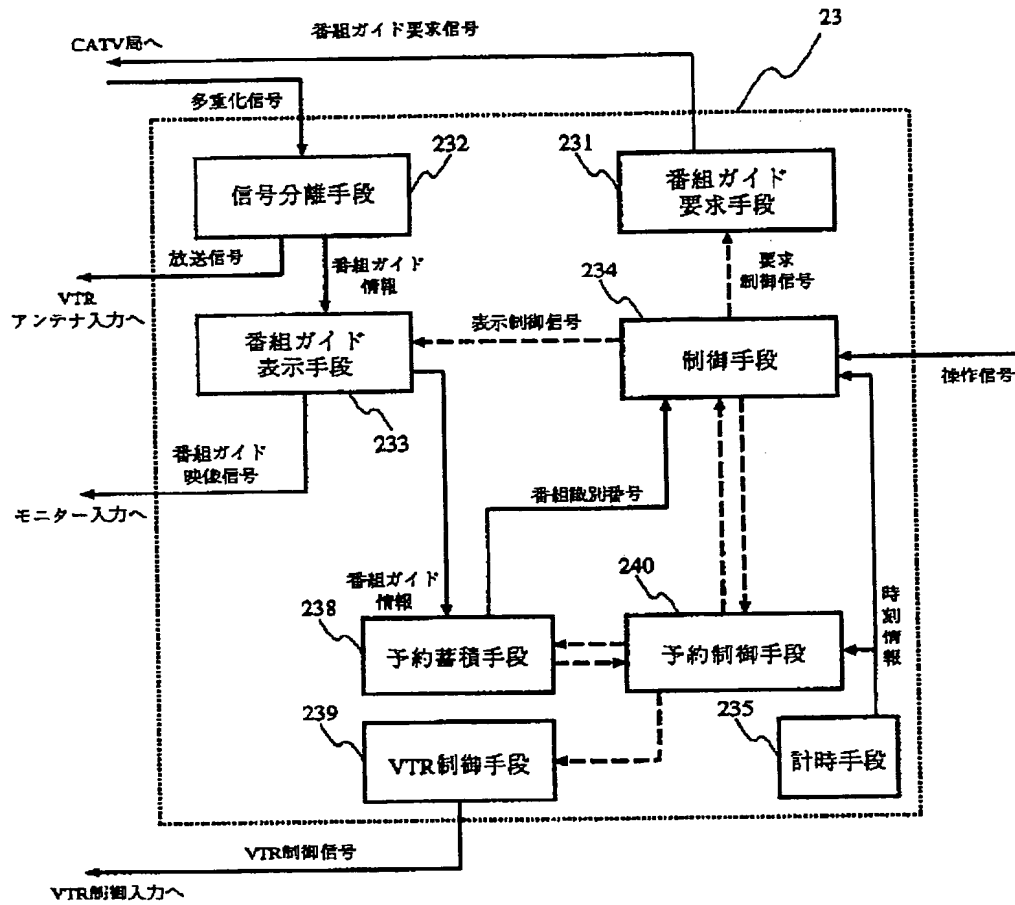 番組ガイド要求信号
23
CATV局へ
多重化信号
232
231
信号分離手段
番組ガイド
要求手段
放送信号
番組ガイド
情報
VTR
アンテナ入力へ
234
要求
制御信号
表示制御信号
番組ガイド
表示手段
制御手段
操作信号
233
番組ガイド
映像信号
モニター入力へ
番組識別番号
240
番組ガイド
情報
238
時刻情報
予約蓄積手段
予約制御手段
239
235
VTR制御手段
計時手段
VTR制御信号
VTR制御入力へ